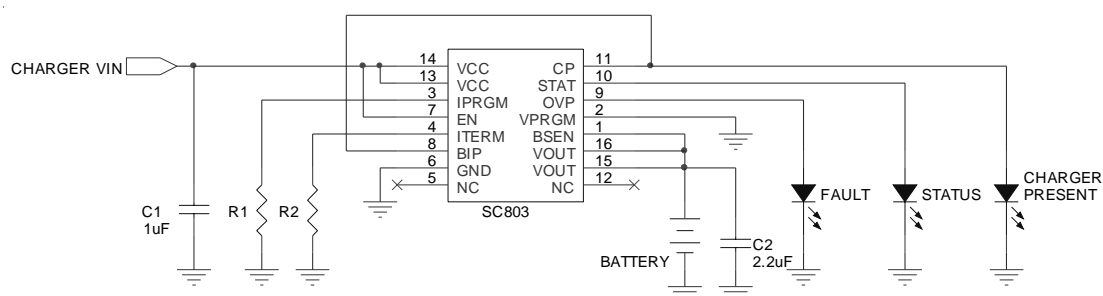 CHARGER VIN
14 VCC CP 11
13 VCC STAT 10
3 IPRGM OVP 9
7 EN VPRGM 2
4 ITERM BSEN 1
8 BIP VOUT 16
6 GND VOUT 15
5 NC NC 12
SC803
C1
1uF
R1
R2
BATTERY
C2
2.2uF
FAULT
STATUS
CHARGER
PRESENT